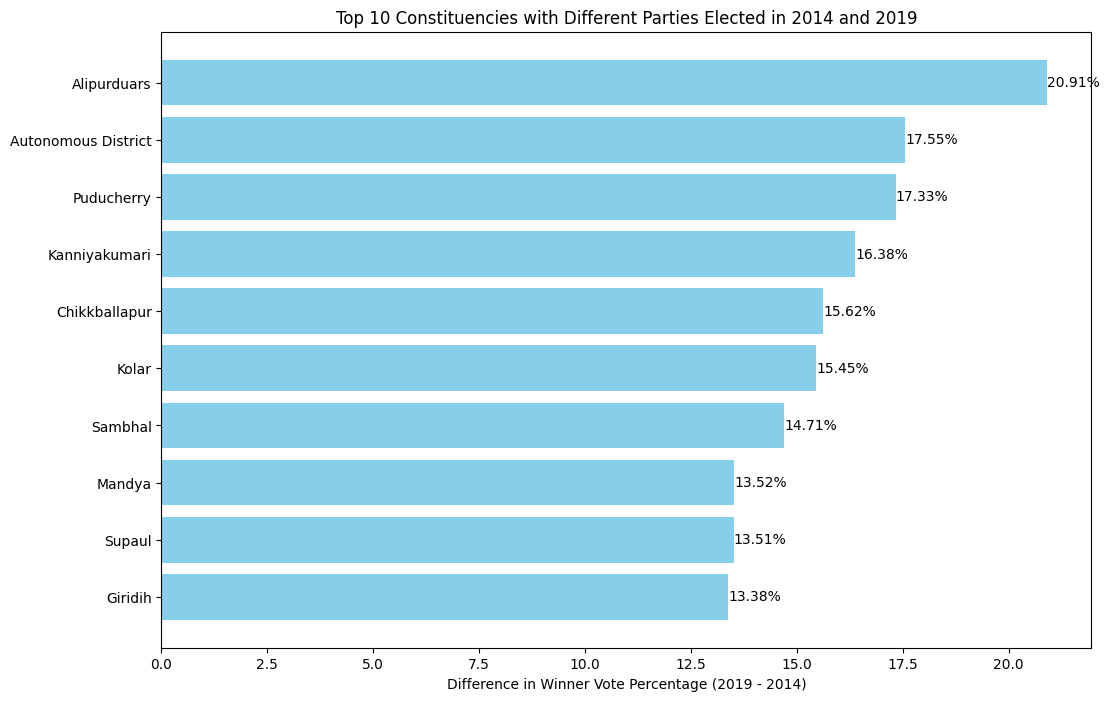 Top 10 Constituencies with Different Parties Elected in 2014 and 2019
Alipurduars 20.91%
Autonomous District 17.55%
Puducherry 17.33%
Kanniyakumari 16.38%
Chikkballapur 15.62%
Kolar 15.45%
Sambhal 14.71%
Mandya 13.52%
Supaul 13.51%
Giridih 13.38%
0.0 2.5 5.0 7.5 10.0 12.5 15.0 17.5 20.0
Difference in Winner Vote Percentage (2019 - 2014)